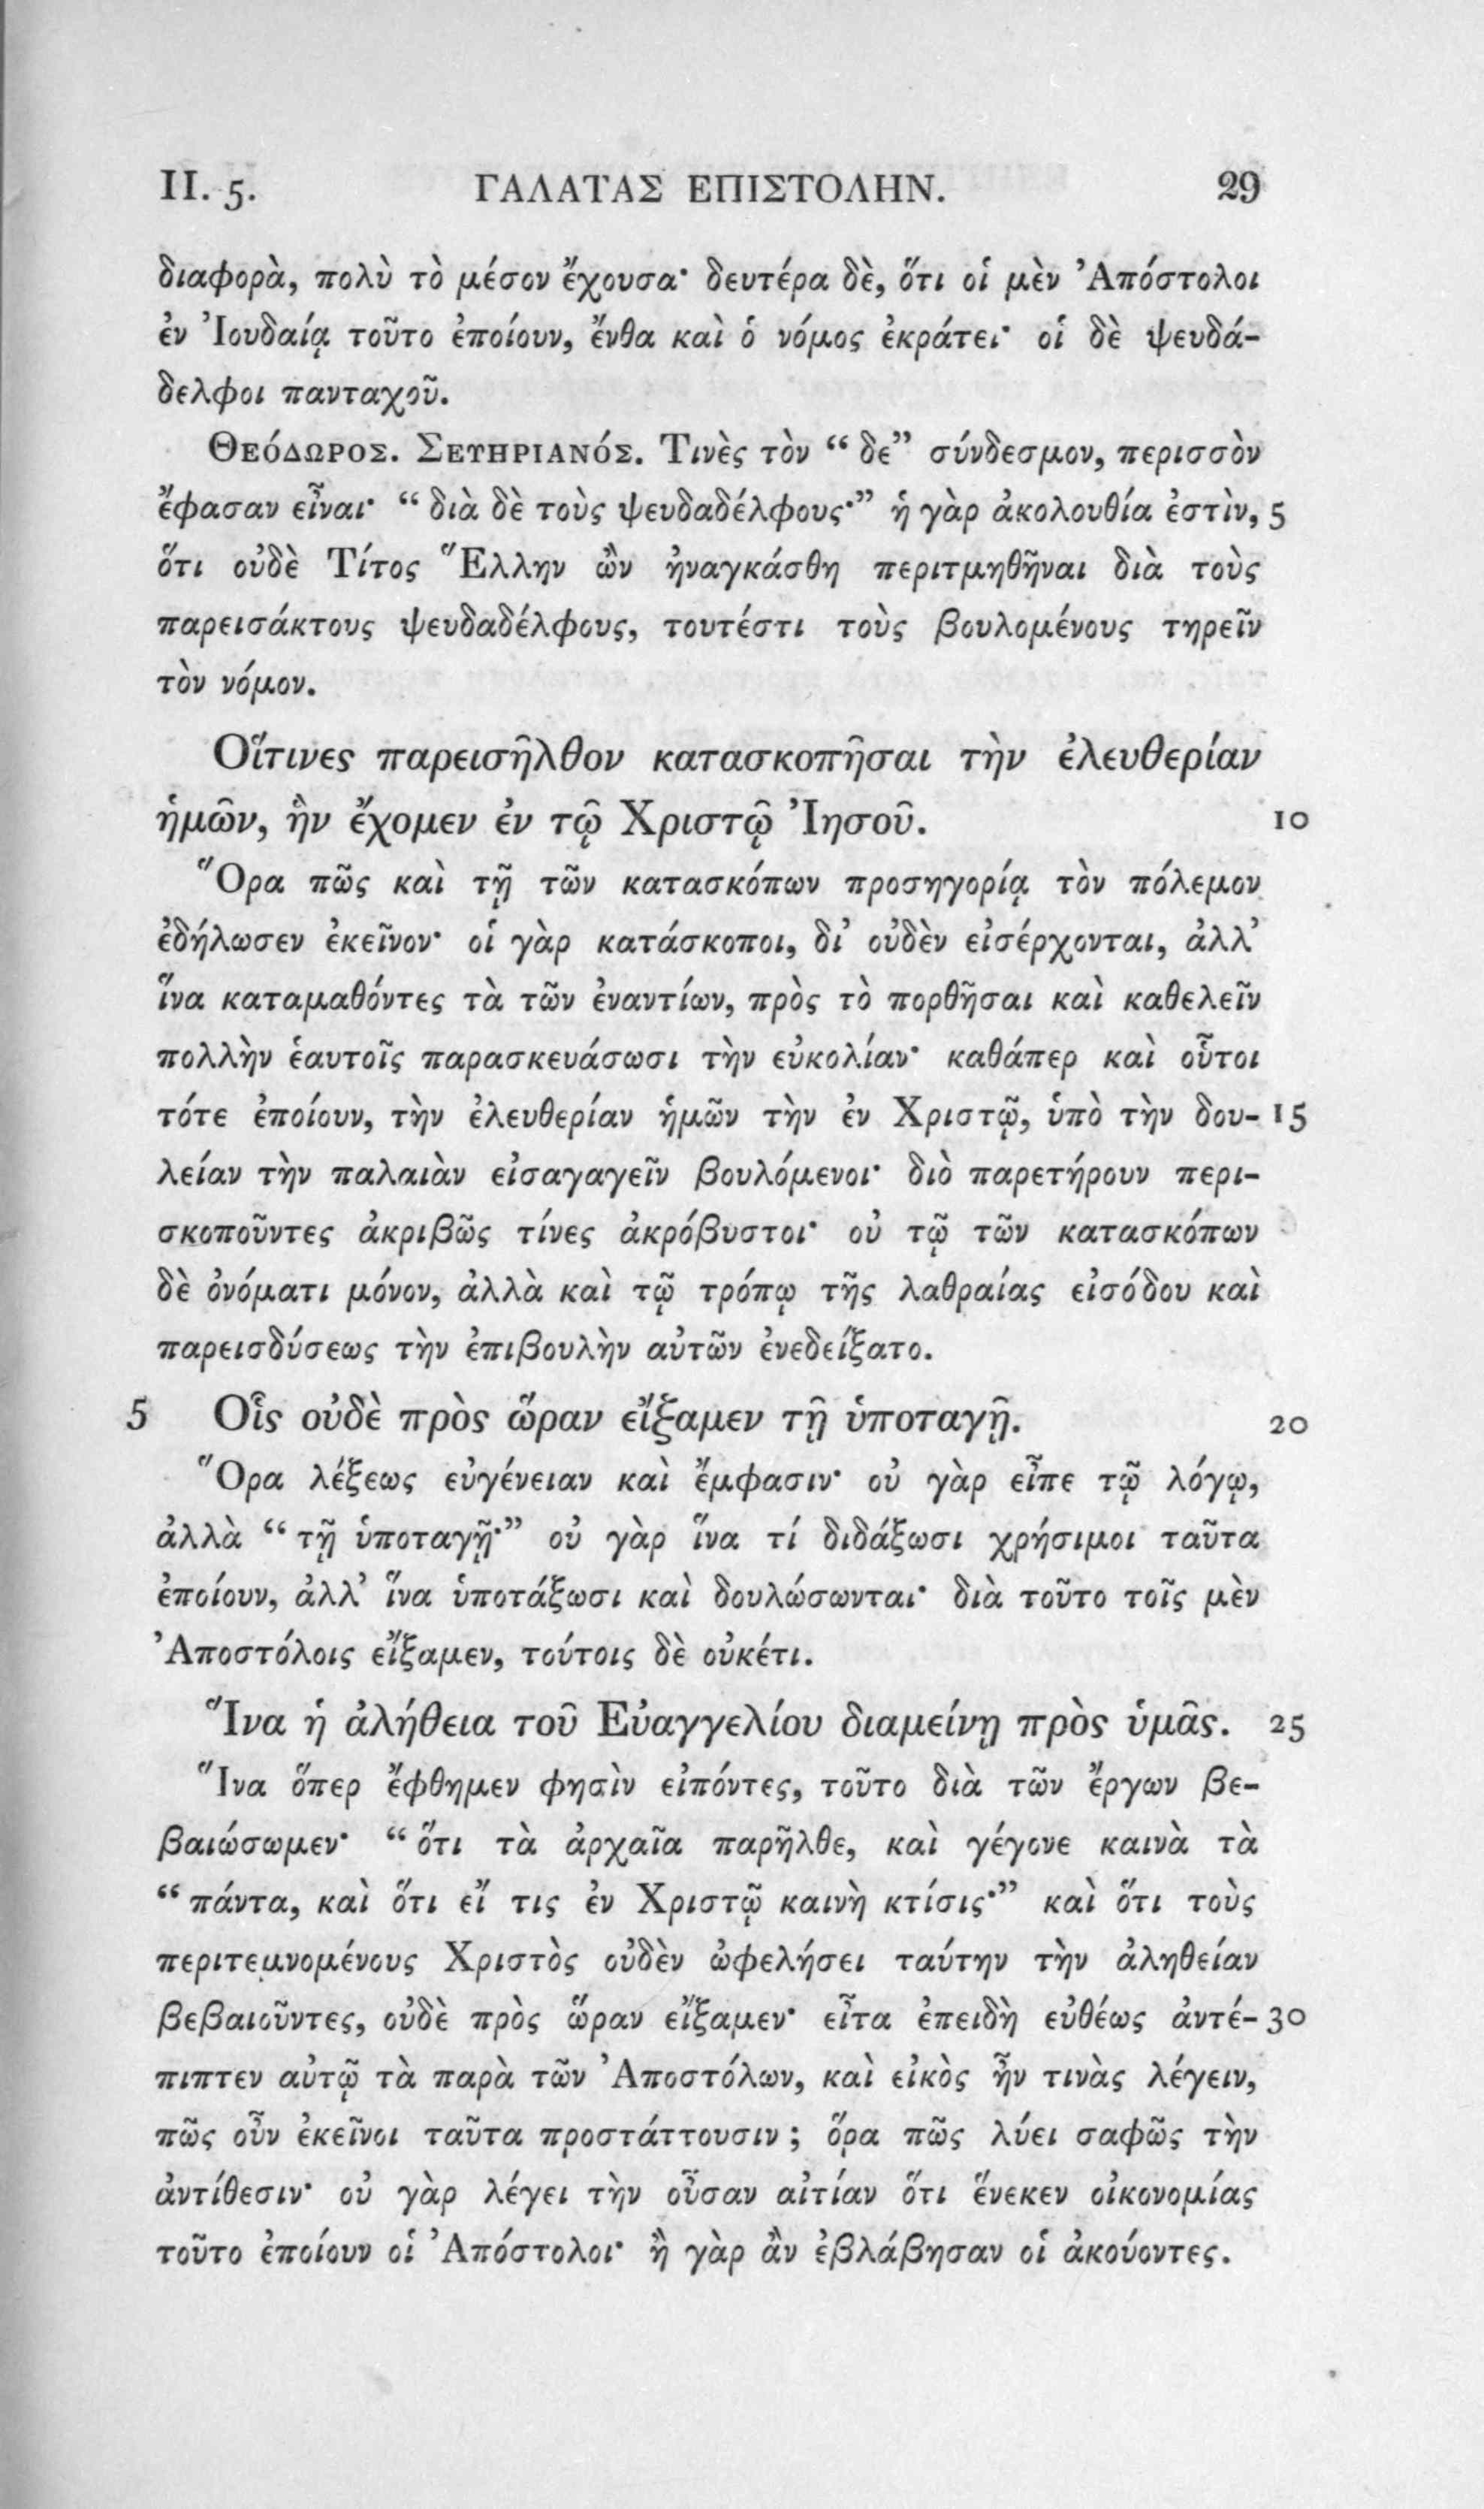 II. 5. ΓΑΛΑΤΑΣ ΕΠΙΣΤΟΛΗΝ. 29
διαφορὰ, πολὺ τὸ μέσον ἔχουσα· δευτέρα δὲ, ὅτι οἱ μὲν Ἀπόστολοι
ἐν Ἰουδαίᾳ τοῦτο ἐποίουν, ἔνθα καὶ ὁ νόμος ἐκράτει· οἱ δὲ ψευδά-
δελφοι πανταχοῦ.
Θεόδωρος. Σευηριανός. Τινὲς τὸν “ δε” σύνδεσμον, περισσὸν
ἔφασαν εἶναι· “ διὰ δὲ τοὺς ψευδαδέλφους·” ἡ γὰρ ἀκολουθία ἐστὶν, 5
ὅτι οὐδὲ Τίτος Ἕλλην ὢν ἠναγκάσθη περιτμηθῆναι διὰ τοὺς
παρεισάκτους ψευδαδέλφους, τουτέστι τοὺς βουλομένους τηρεῖν
τὸν νόμον.
Οἵτινες παρεισῆλθον κατασκοπῆσαι τὴν ἐλευθερίαν
ἡμῶν, ἣν ἔχομεν ἐν τῷ Χριστῷ Ἰησοῦ. 10
Ὅρα πῶς καὶ τῇ τῶν κατασκόπων προσηγορίᾳ τὸν πόλεμον
ἐδήλωσεν ἐκεῖνον· οἱ γὰρ κατάσκοποι, δι’ οὐδὲν εἰσέρχονται, ἀλλ’
ἵνα καταμαθόντες τὰ τῶν ἐναντίων, πρὸς τὸ πορθῆσαι καὶ καθελεῖν
πολλὴν ἑαυτοῖς παρασκευάσωσι τὴν εὐκολίαν· καθάπερ καὶ οὗτοι
τότε ἐποίουν, τὴν ἐλευθερίαν ἡμῶν τὴν ἐν Χριστῷ, ὑπὸ τὴν δου- 15
λείαν τὴν παλαιὰν εἰσαγαγεῖν βουλόμενοι· διὸ παρετήρουν περι-
σκοποῦντες ἀκριβῶς τίνες ἀκρόβυστοι· οὐ τῷ τῶν κατασκόπων
δὲ ὀνόματι μόνον, ἀλλὰ καὶ τῷ τρόπῳ τῆς λαθραίας εἰσόδου καὶ
παρεισδύσεως τὴν ἐπιβουλὴν αὐτῶν ἐνεδείξατο.
5 Οἷς οὐδὲ πρὸς ὥραν εἴξαμεν τῇ ὑποταγῇ. 20
Ὅρα λέξεως εὐγένειαν καὶ ἔμφασιν· οὐ γὰρ εἶπε τῷ λόγῳ,
ἀλλὰ “ τῇ ὑποταγῇ·” οὐ γὰρ ἵνα τί διδάξωσι χρήσιμοι ταῦτα
ἐποίουν, ἀλλ’ ἵνα ὑποτάξωσι καὶ δουλώσωνται· διὰ τοῦτο τοῖς μὲν
Ἀποστόλοις εἴξαμεν, τούτοις δὲ οὐκέτι.
Ἵνα ἡ ἀλήθεια τοῦ Εὐαγγελίου διαμείνῃ πρὸς ὑμᾶς. 25
Ἵνα ὅπερ ἔφθημεν φησὶν εἰπόντες, τοῦτο διὰ τῶν ἔργων βε-
βαιώσωμεν· “ ὅτι τὰ ἀρχαῖα παρῆλθε, καὶ γέγονε καινὰ τὰ
“ πάντα, καὶ ὅτι εἴ τις ἐν Χριστῷ καινὴ κτίσις·” καὶ ὅτι τοὺς
περιτεμνομένους Χριστὸς οὐδὲν ὠφελήσει ταύτην τὴν ἀληθείαν
βεβαιοῦντες, οὐδὲ πρὸς ὥραν εἴξαμεν· εἶτα ἐπειδὴ εὐθέως ἀντέ- 30
πιπτεν αὐτῷ τὰ παρὰ τῶν Ἀποστόλων, καὶ εἰκὸς ἦν τινὰς λέγειν,
πῶς οὖν ἐκεῖνοι ταῦτα προστάττουσιν ; ὅρα πῶς λύει σαφῶς τὴν
ἀντίθεσιν· οὐ γὰρ λέγει τὴν οὖσαν αἰτίαν ὅτι ἕνεκεν οἰκονομίας
τοῦτο ἐποίουν οἱ Ἀπόστολοι· ἢ γὰρ ἂν ἐβλάβησαν οἱ ἀκούοντες.